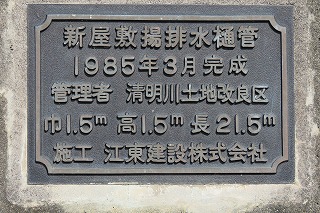 新屋敷揚排水樋管
1985年3月完成
管理者 清明川土地改良区
巾1.5m 高1.5m 長21.5m
施工 江東建設株式会社